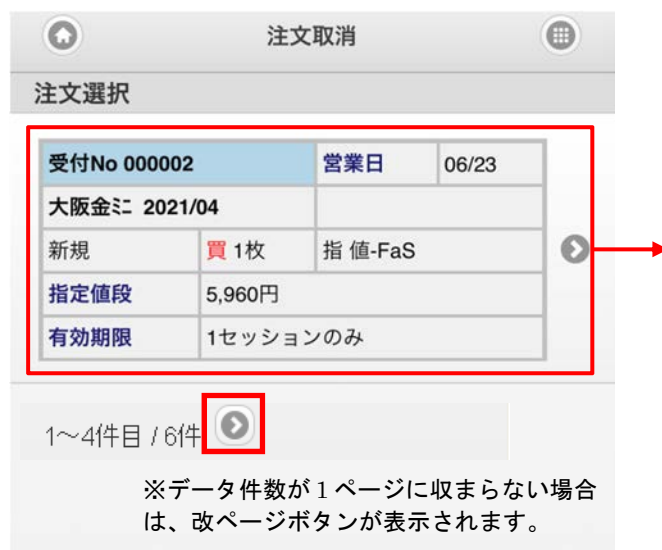 注文取消
注文選択
受付No 000002 営業日 06/23
大阪金ﾐﾆ 2021/04
新規 買 1枚 指 値-FaS
指定値段 5,960円
有効期限 1セッションのみ
1～4件目 / 6件
※データ件数が１ページに収まらない場合
は、改ページボタンが表示されます。